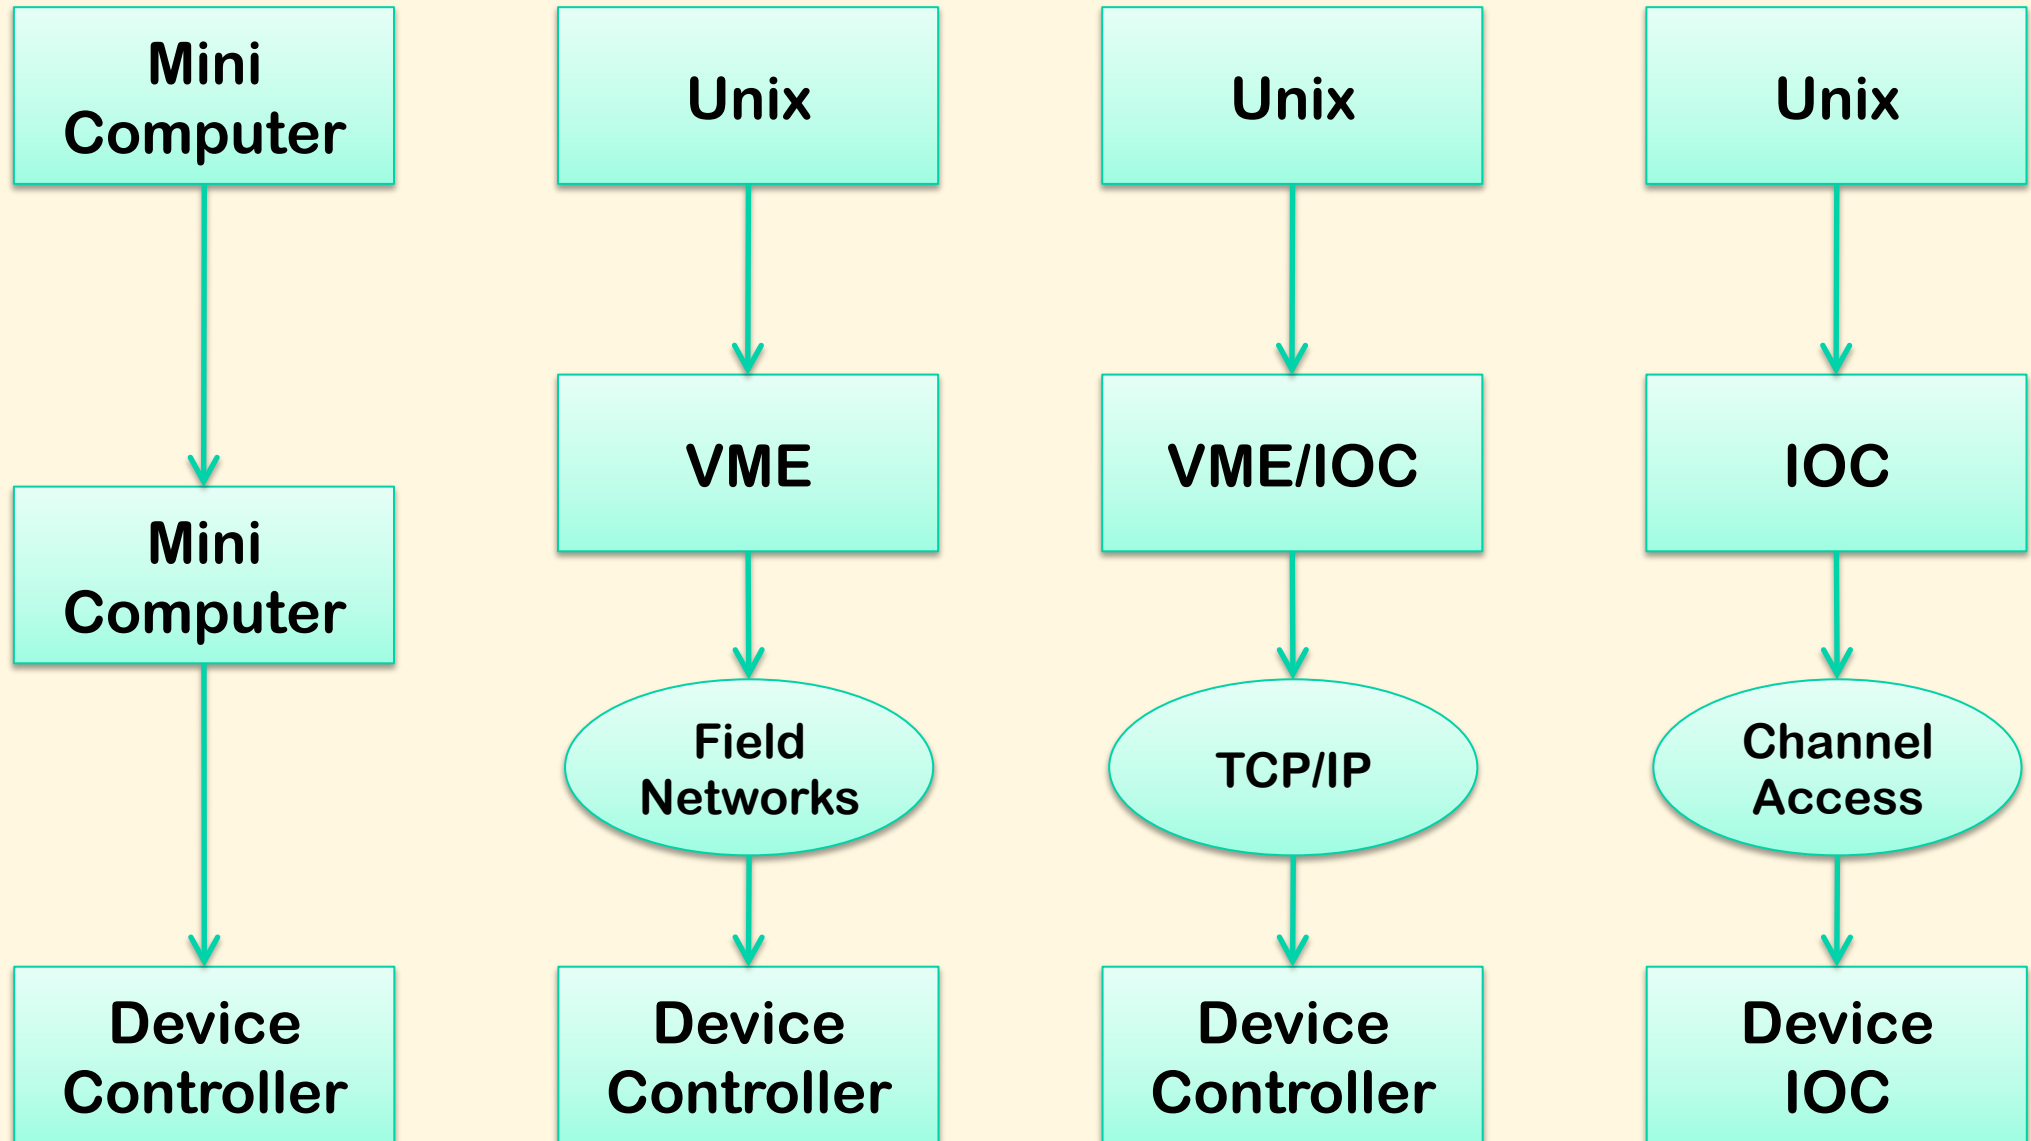 Mini
Computer
Unix
Unix
Unix
VME
VME/IOC
IOC
Mini
Computer
Field
Networks
TCP/IP
Channel
Access
Device
Controller
Device
Controller
Device
Controller
Device
IOC